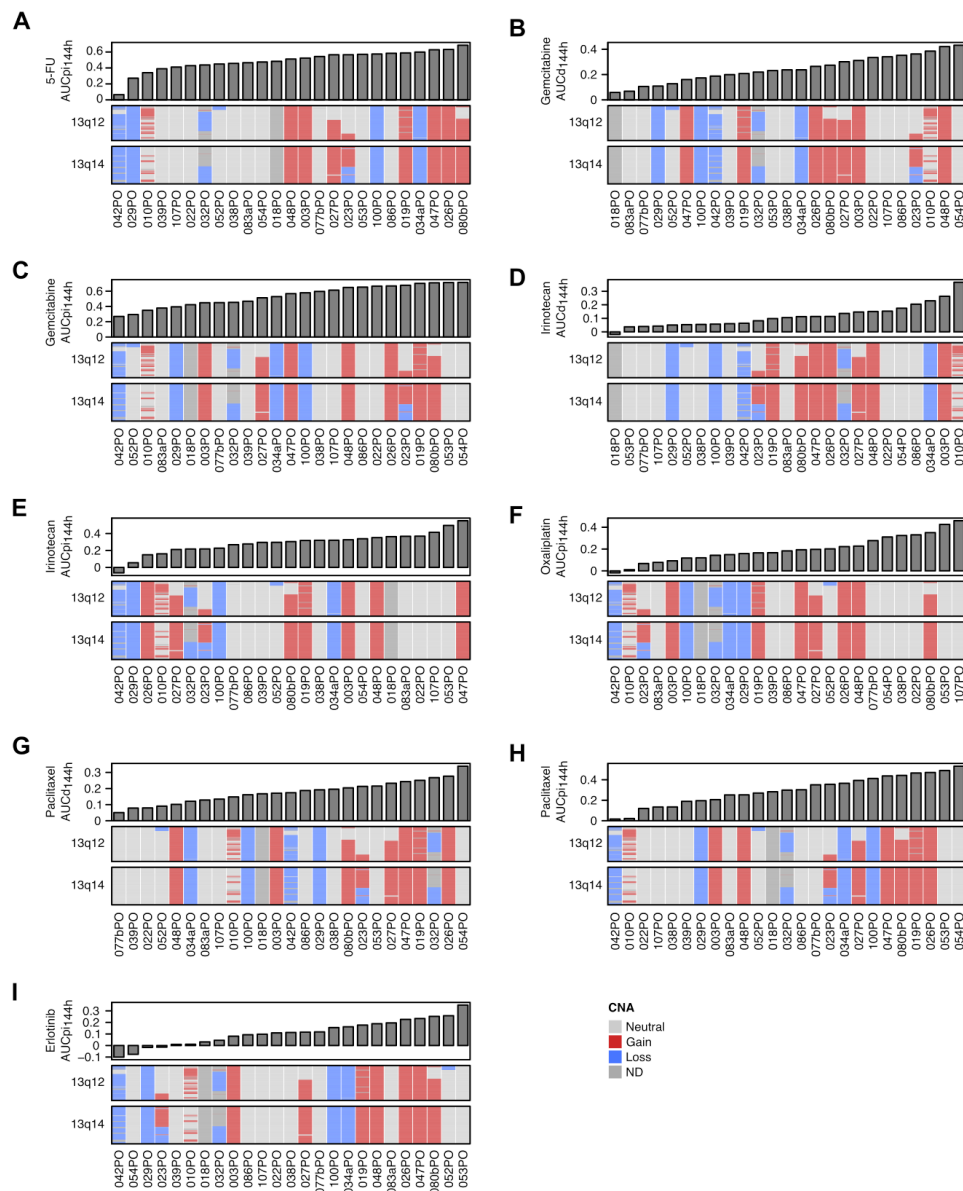 A
5-FU
AUCpi144h
0.6
0.4
0
13q12
13q14
042PO 029PO 010PO 039PO 107PO 022PO 032PO 052PO 038PO 083aPO 054PO 018PO 048PO 003PO 077bPO 027PO 023PO 053PO 100PO 086PO 019PO 034aPO 047PO 026PO 080bPO
B
Gemcitabine
AUCd144h
0.4
0.2
0
13q12
13q14
018PO 083aPO 077bPO 029PO 052PO 047PO 100PO 042PO 039PO 019PO 032PO 053PO 038PO 034aPO 026PO 080bPO 027PO 003PO 022PO 107PO 086PO 023PO 010PO 048PO 054PO
C
Gemcitabine
AUCpi144h
0.6
0.4
0
13q12
13q14
042PO 052PO 010PO 083aPO 029PO 018PO 003PO 077bPO 032PO 039PO 027PO 034aPO 047PO 100PO 038PO 107PO 048PO 086PO 022PO 026PO 023PO 019PO 080bPO 053PO 054PO
D
Irinotecan
AUCd144h
0.3
0.2
0.1
0
13q12
13q14
018PO 053PO 077bPO 107PO 029PO 052PO 038PO 100PO 039PO 042PO 023PO 019PO 083aPO 080bPO 047PO 026PO 032PO 027PO 048PO 022PO 054PO 086PO 034aPO 003PO 010PO
E
Irinotecan
AUCpi144h
0.4
0.2
0
13q12
13q14
042PO 029PO 026PO 010PO 027PO 032PO 023PO 100PO 077bPO 086PO 039PO 052PO 080bPO 019PO 038PO 034aPO 003PO 054PO 048PO 018PO 083aPO 022PO 107PO 053PO 047PO
F
Oxaliplatin
AUCpi144h
0.4
0.2
0
13q12
13q14
042PO 010PO 023PO 083aPO 003PO 100PO 018PO 032PO 034aPO 029PO 019PO 039PO 086PO 047PO 027PO 052PO 026PO 048PO 077bPO 054PO 038PO 022PO 080bPO 053PO 107PO
G
Paclitaxel
AUCd144h
0.3
0.2
0.1
0
13q12
13q14
077bPO 039PO 022PO 052PO 048PO 034aPO 083aPO 107PO 010PO 100PO 018PO 003PO 042PO 086PO 029PO 038PO 080bPO 023PO 053PO 027PO 047PO 019PO 032PO 026PO 054PO
H
Paclitaxel
AUCpi144h
0.4
0.2
0
13q12
13q14
042PO 010PO 022PO 107PO 038PO 039PO 029PO 003PO 083aPO 048PO 052PO 018PO 032PO 086PO 077bPO 023PO 034aPO 027PO 100PO 047PO 080bPO 019PO 026PO 053PO 054PO
I
Erlotinib
AUCpi144h
0.3
0.2
0.1
0
−0.1
13q12
13q14
042PO 054PO 029PO 023PO 039PO 010PO 018PO 032PO 003PO 086PO 107PO 022PO 038PO 027PO 077bPO 100PO 034aPO 019PO 048PO 083aPO 026PO 047PO 080bPO 052PO 053PO
CNA
Neutral
Gain
Loss
ND